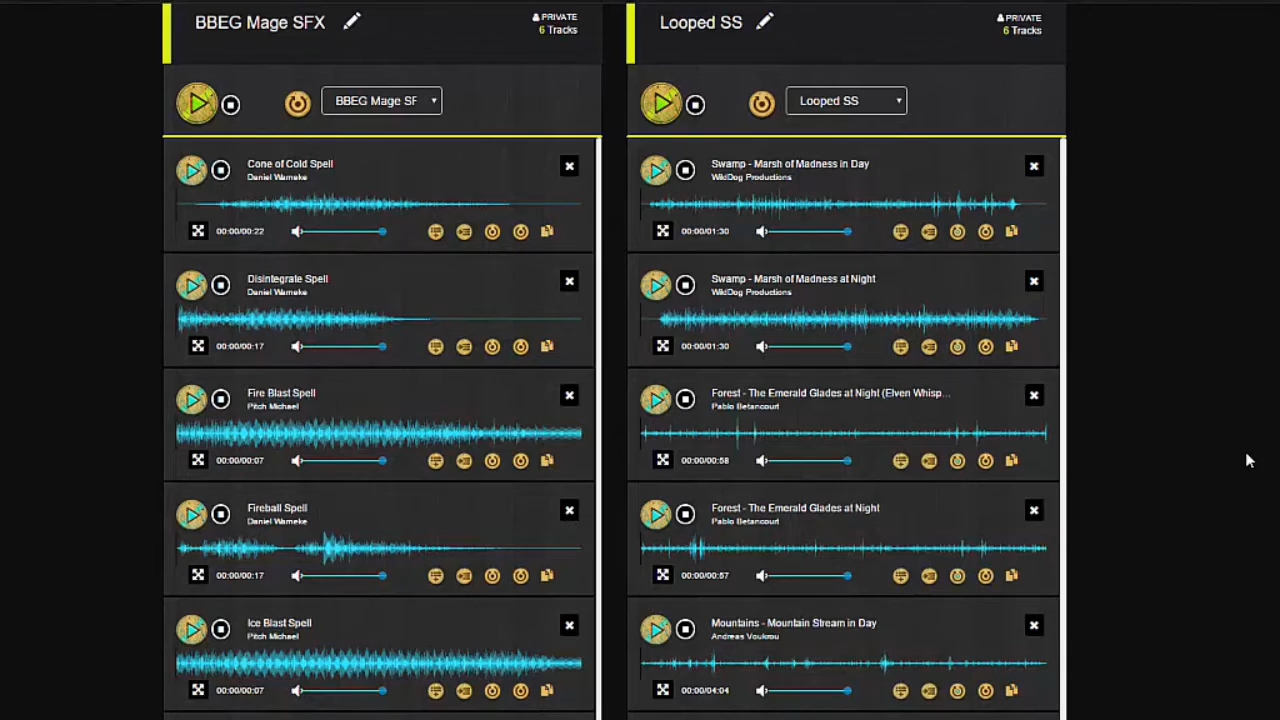 BBEG Mage SFX
PRIVATE
6 Tracks
BBEG Mage SF
Cone of Cold Spell
Daniel Warneke
00:00/00:22
Disintegrate Spell
Daniel Warneke
00:00/00:17
Fire Blast Spell
Pitch Michael
00:00/00:07
Fireball Spell
Daniel Warneke
00:00/00:17
Ice Blast Spell
Pitch Michael
00:00/00:07
Looped SS
PRIVATE
6 Tracks
Looped SS
Swamp - Marsh of Madness in Day
WildDog Productions
00:00/01:30
Swamp - Marsh of Madness at Night
WildDog Productions
00:00/01:30
Forest - The Emerald Glades at Night (Elven Whisp...
Pablo Betancourt
00:00/00:58
Forest - The Emerald Glades at Night
Pablo Betancourt
00:00/00:57
Mountains - Mountain Stream in Day
Andreas Voukrou
00:00/04:04